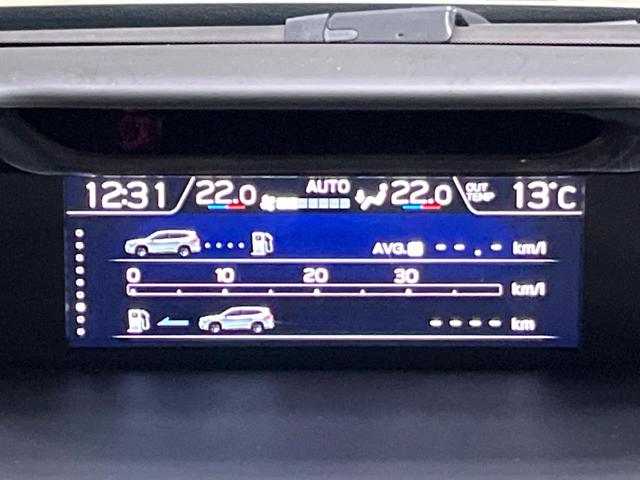 12:31 22.0 AUTO 22.0 OUT TEMP 13°C
AVG. -- . - km/l
0 10 20 30
km/l
---- km